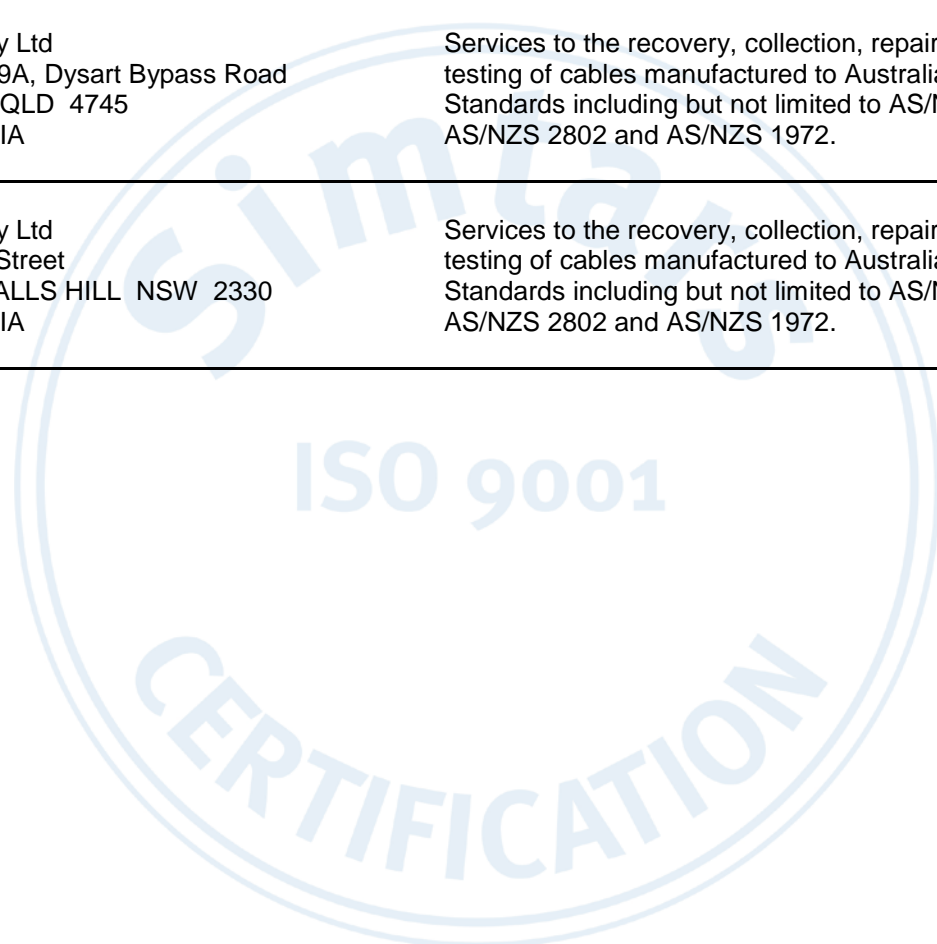 y Ltd
9A, Dysart Bypass Road
QLD 4745
IA
Services to the recovery, collection, repair
testing of cables manufactured to Australia
Standards including but not limited to AS/N
AS/NZS 2802 and AS/NZS 1972.
y Ltd
Street
ALLS HILL NSW 2330
IA
Services to the recovery, collection, repair
testing of cables manufactured to Australia
Standards including but not limited to AS/N
AS/NZS 2802 and AS/NZS 1972.
Simtars
ISO 9001
CERTIFICATION